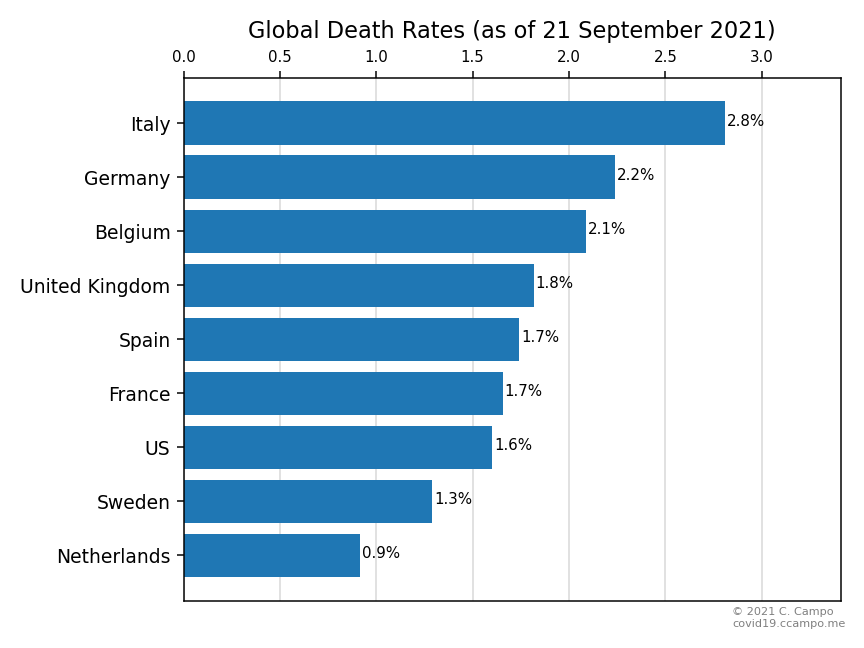 Global Death Rates (as of 21 September 2021)
0.0 0.5 1.0 1.5 2.0 2.5 3.0
Italy 2.8%
Germany 2.2%
Belgium 2.1%
United Kingdom 1.8%
Spain 1.7%
France 1.7%
US 1.6%
Sweden 1.3%
Netherlands 0.9%
© 2021 C. Campo
covid19.ccampo.me